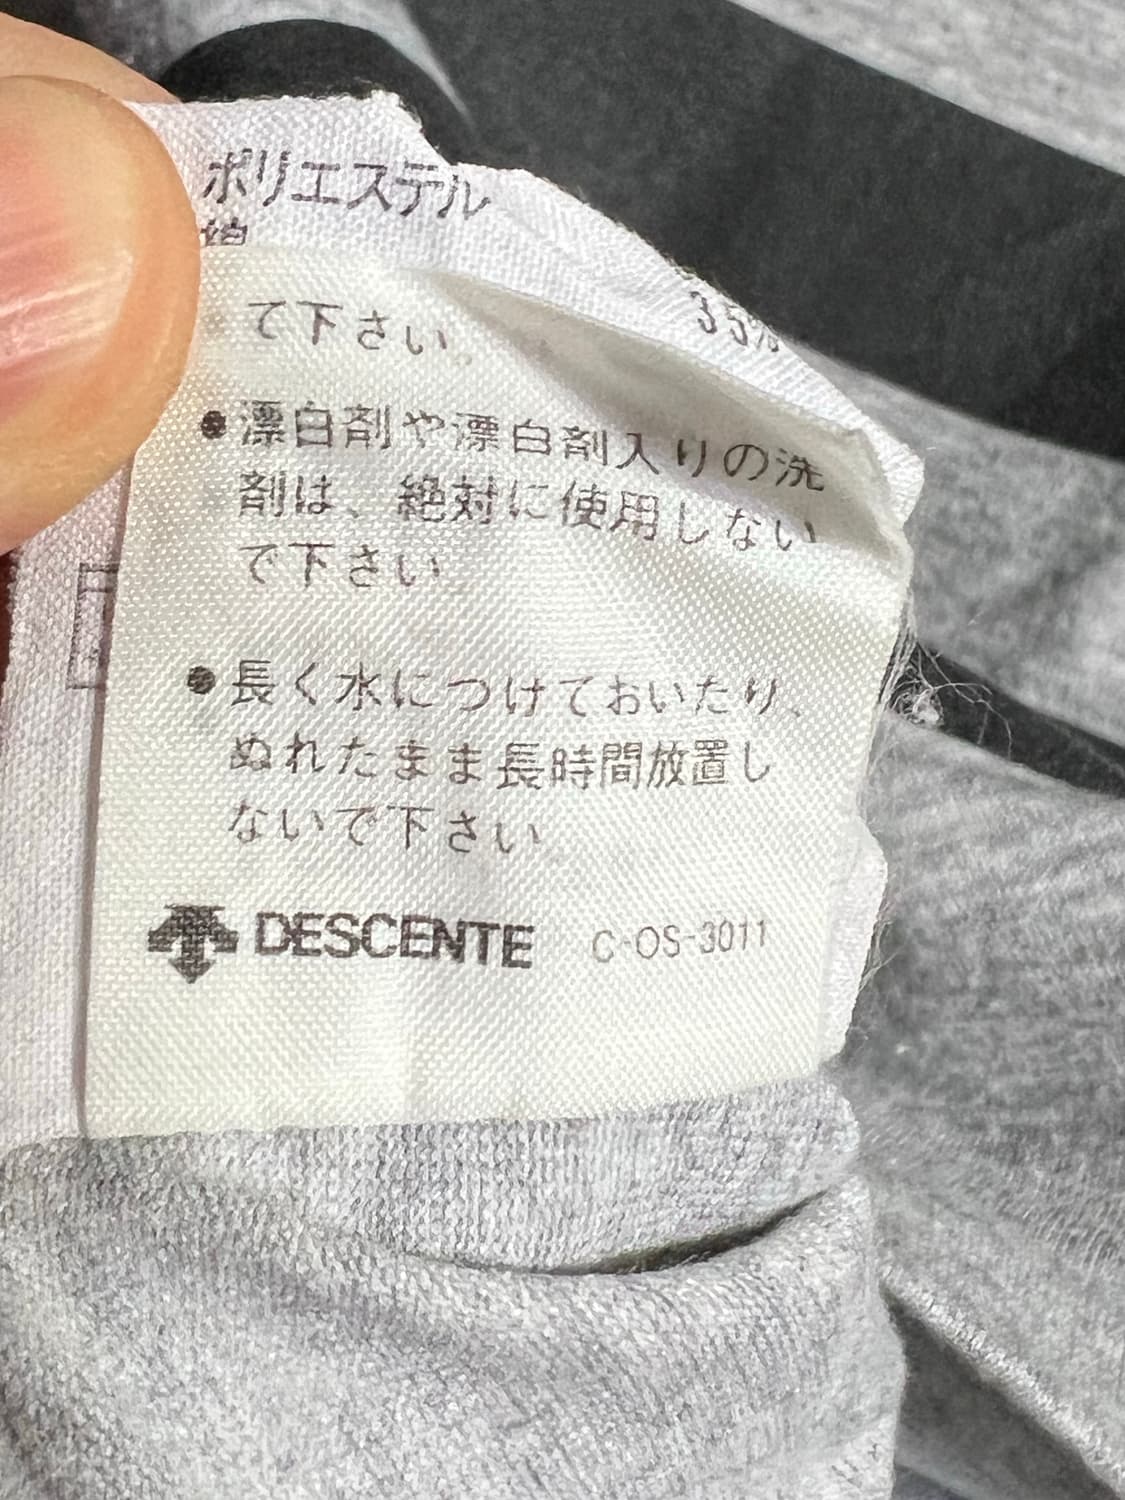 ポリエステル
綿
35%
て下さい。
●漂白剤や漂白剤入りの洗
剤は、絶対に使用しない
で下さい
●長く水につけておいたり、
ぬれたまま長時間放置し
ないで下さい
DESCENTE C-OS-3011